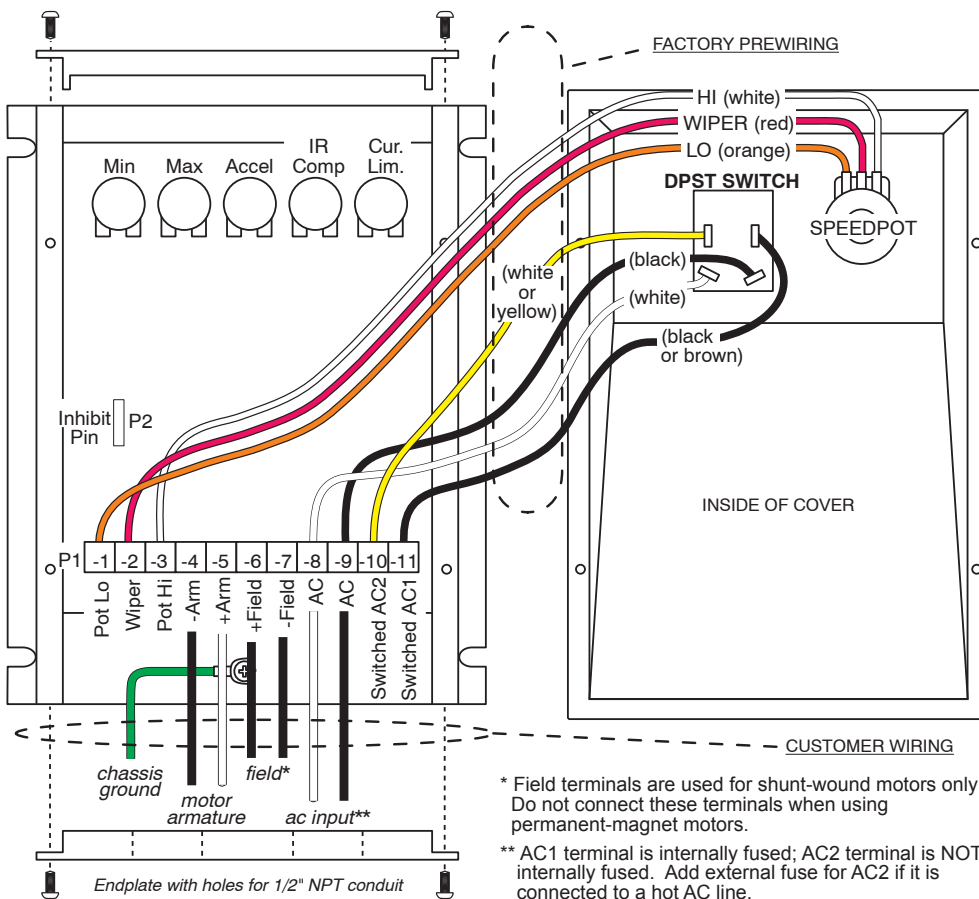 FACTORY PREWIRING
HI (white)
WIPER (red)
LO (orange)
DPST SWITCH
SPEEDPOT
Min
Max
Accel
IR
Comp
Cur.
Lim.
(white
or
yellow)
(black)
(white)
(black
or brown)
Inhibit
Pin
P2
INSIDE OF COVER
P1
-1
-2
-3
-4
-5
-6
-7
-8
-9
-10
-11
Pot Lo
Wiper
Pot Hi
-Arm
+Arm
+Field
-Field
AC
AC
Switched AC2
Switched AC1
CUSTOMER WIRING
chassis
ground
motor
armature
field*
ac input**
* Field terminals are used for shunt-wound motors only
Do not connect these terminals when using
permanent-magnet motors.
** AC1 terminal is internally fused; AC2 terminal is NOT
internally fused. Add external fuse for AC2 if it is
connected to a hot AC line.
Endplate with holes for 1/2" NPT conduit